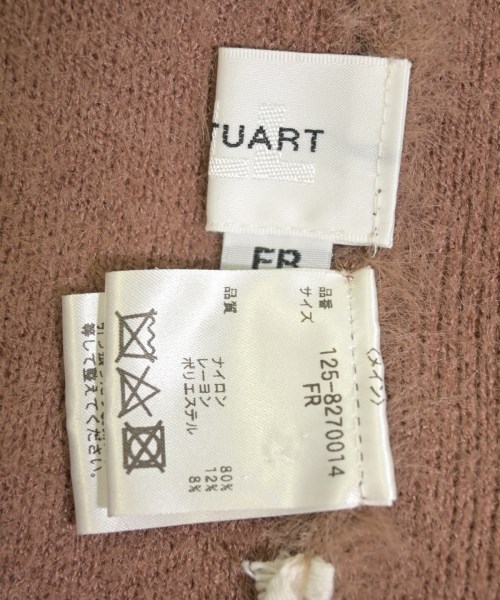 TUART
FR
〈メイン〉
品番 125-8270014
サイズ FR
品質 ナイロン 80%
レーヨン 12%
ポリエステル 8%
等して整えてください。